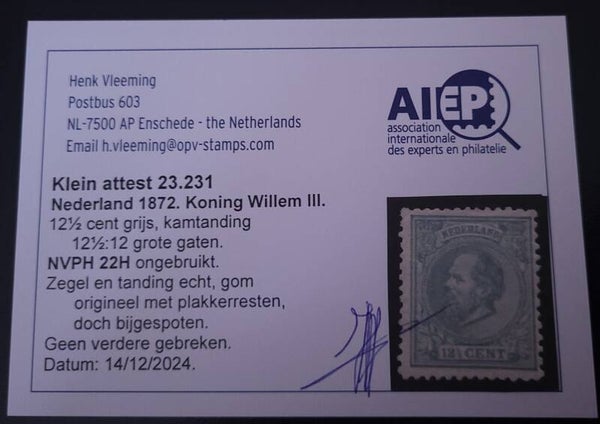 Henk Vleeming
Postbus 603
NL-7500 AP Enschede - the Netherlands
Email h.vleeming@opv-stamps.com
AIEP
association
internationale
des experts en philatelie
Klein attest 23.231
Nederland 1872. Koning Willem III.
12½ cent grijs, kamtanding
12½:12 grote gaten.
NVPH 22H ongebruikt.
Zegel en tanding echt, gom
origineel met plakkerresten,
doch bijgespoten.
Geen verdere gebreken.
Datum: 14/12/2024.
NEDERLAND
12½ CENT